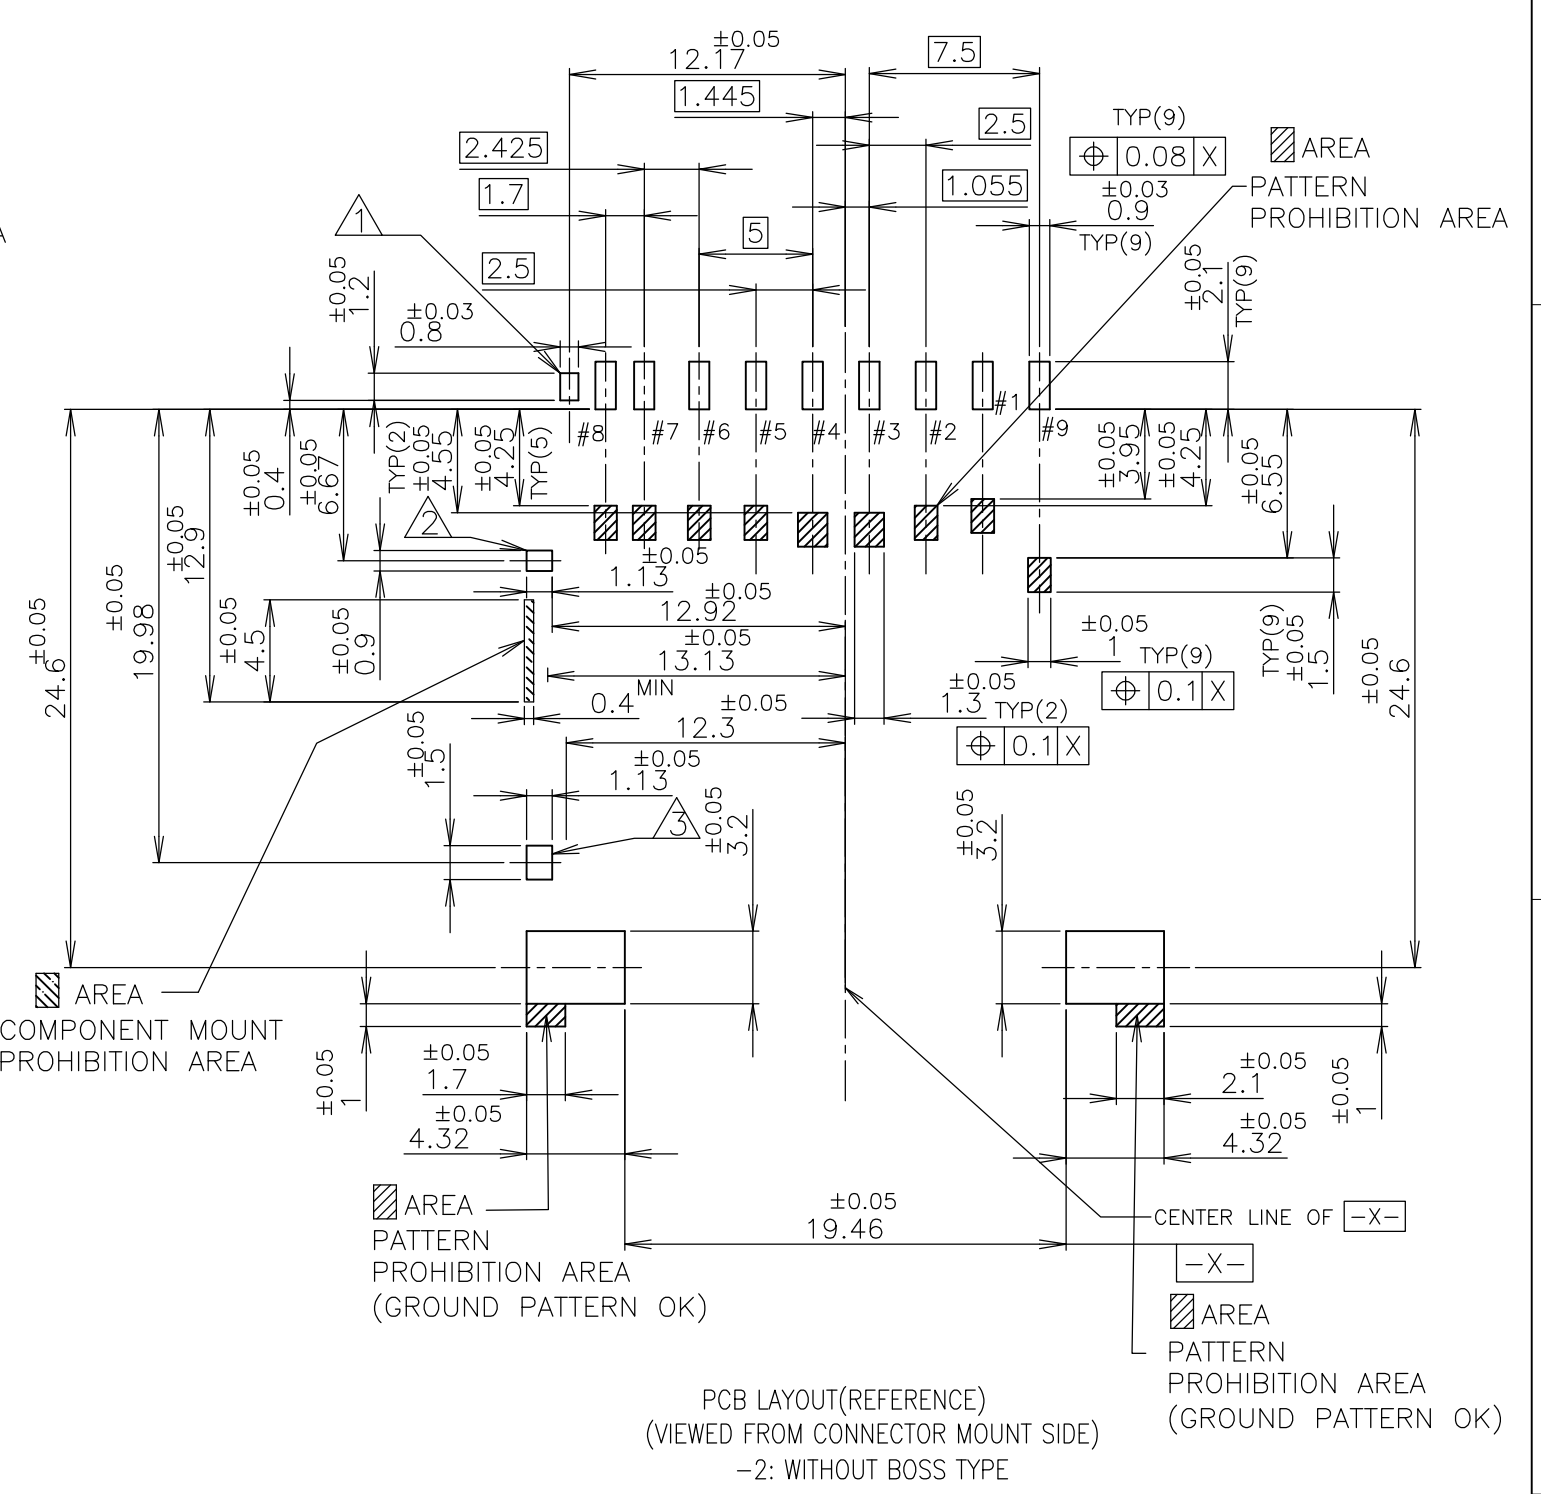 ±0.05
12.17
7.5
1.445
2.5
TYP(9)
0.08 X
AREA
PATTERN
PROHIBITION AREA
2.425
1.7
1.055
±0.03
0.9
TYP(9)
5
2.5
1
A
±0.05
1.2
±0.03
0.8
±0.05
2.1
TYP(9)
#8
#7
#6
#5
#4
#3
#2
#1
#9
±0.05
0.4
±0.05
6.67
TYP(2)
±0.05
4.55
±0.05
4.25
TYP(5)
±0.05
3.95
±0.05
4.25
±0.05
6.55
2
±0.05
12.9
±0.05
19.98
±0.05
24.6
±0.05
4.5
±0.05
0.9
±0.05
1.13
±0.05
12.92
±0.05
13.13
MIN
0.4
±0.05
12.3
±0.05
1.13
±0.05
1.5
3
±0.05
1
TYP(9)
0.1 X
±0.05
1.3
TYP(2)
0.1 X
TYP(9)
±0.05
1.5
±0.05
24.6
±0.05
3.2
±0.05
3.2
AREA
COMPONENT MOUNT
PROHIBITION AREA
±0.05
1
±0.05
1.7
±0.05
4.32
±0.05
2.1
±0.05
4.32
±0.05
1
AREA
PATTERN
PROHIBITION AREA
(GROUND PATTERN OK)
±0.05
19.46
CENTER LINE OF -X-
-X-
AREA
PATTERN
PROHIBITION AREA
(GROUND PATTERN OK)
PCB LAYOUT(REFERENCE)
(VIEWED FROM CONNECTOR MOUNT SIDE)
-2: WITHOUT BOSS TYPE